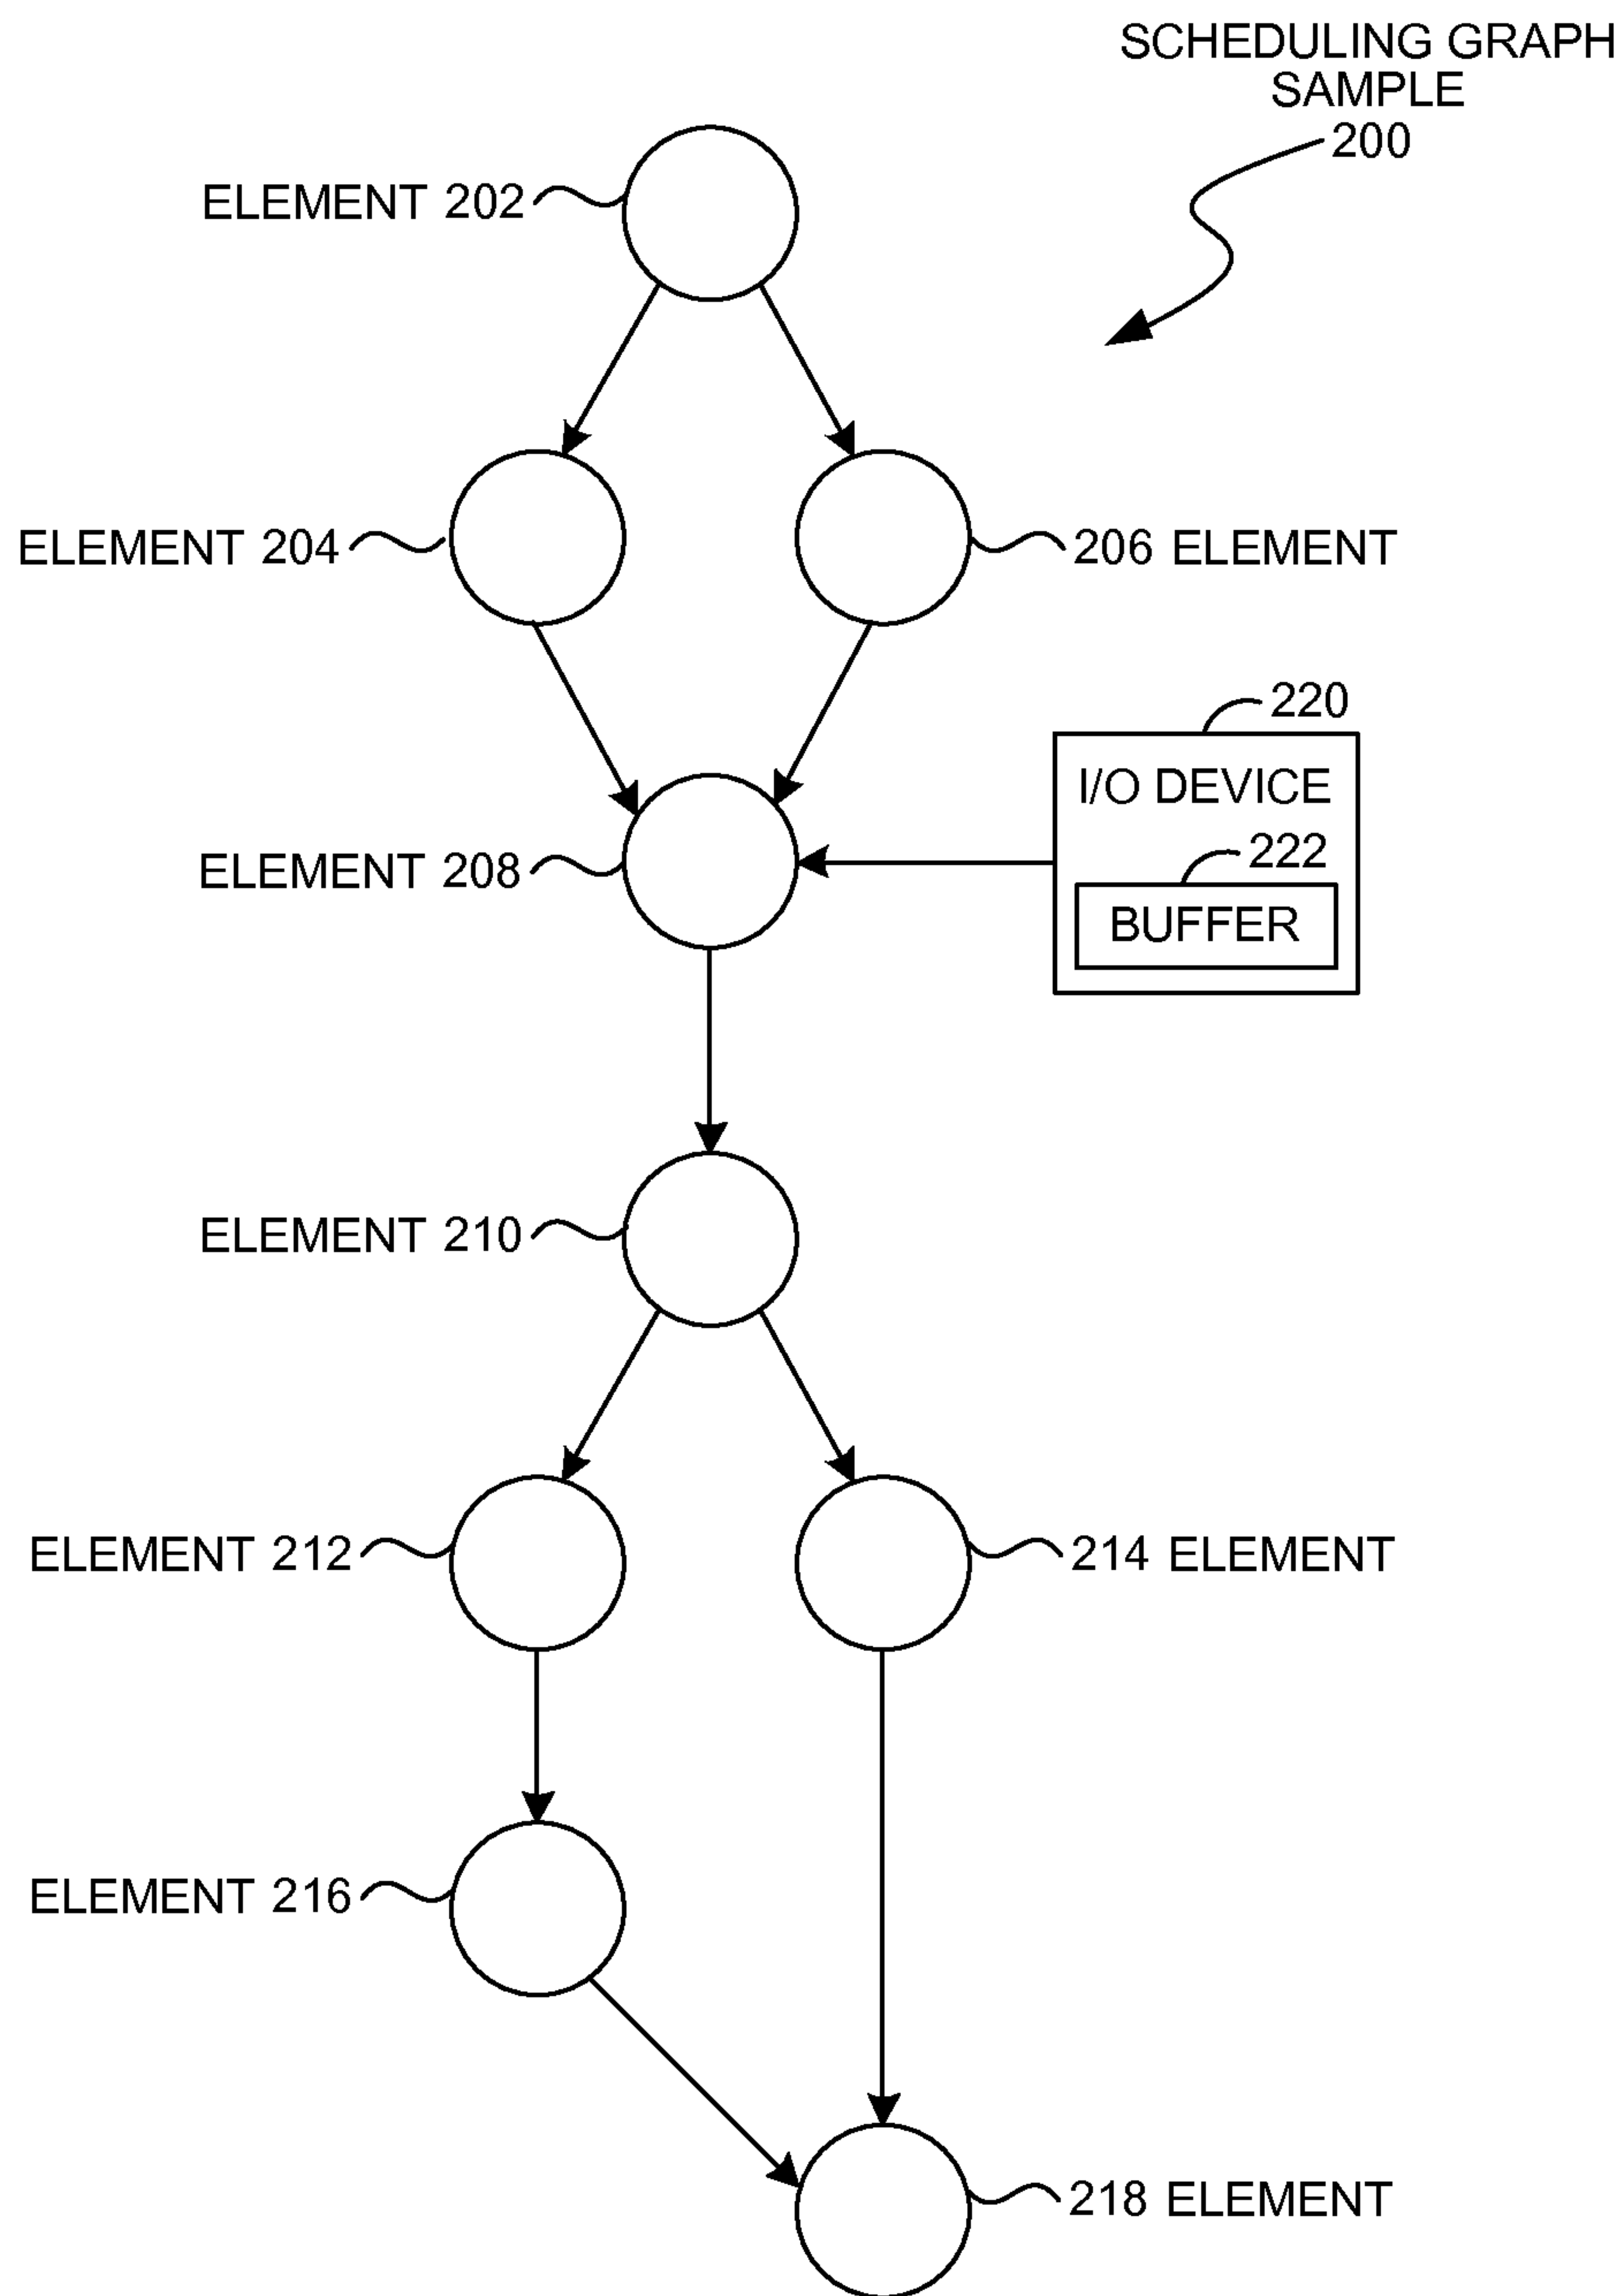 SCHEDULING GRAPH
SAMPLE
200
ELEMENT 202
ELEMENT 204
206 ELEMENT
220
I/O DEVICE
222
BUFFER
ELEMENT 208
ELEMENT 210
ELEMENT 212
214 ELEMENT
ELEMENT 216
218 ELEMENT